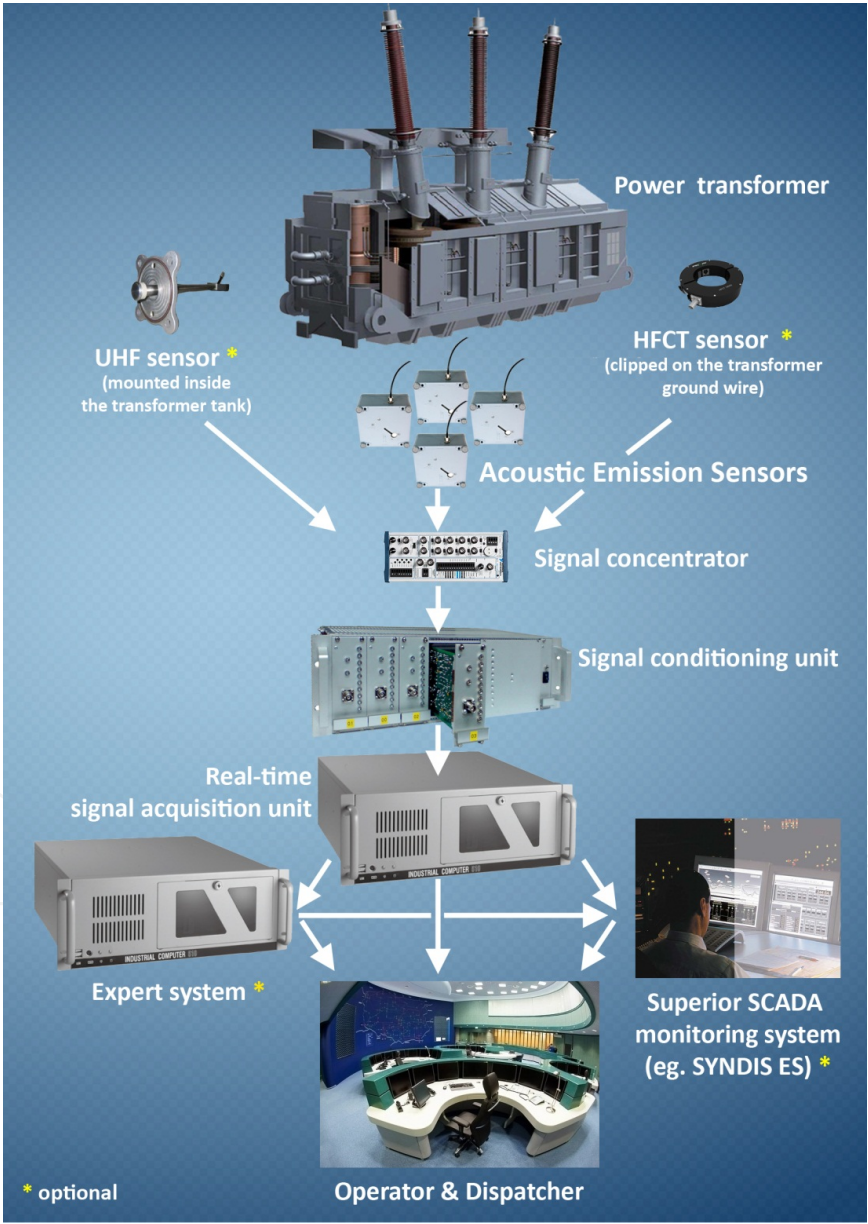 Power transformer
UHF sensor *
(mounted inside
the transformer tank)
HFCT sensor *
(clipped on the transformer
ground wire)
Acoustic Emission Sensors
Signal concentrator
Signal conditioning unit
Real-time
signal acquisition unit
INDUSTRIAL COMPUTER
INDUSTRIAL COMPUTER
Expert system *
Superior SCADA
monitoring system
(eg. SYNDIS ES) *
* optional
Operator & Dispatcher